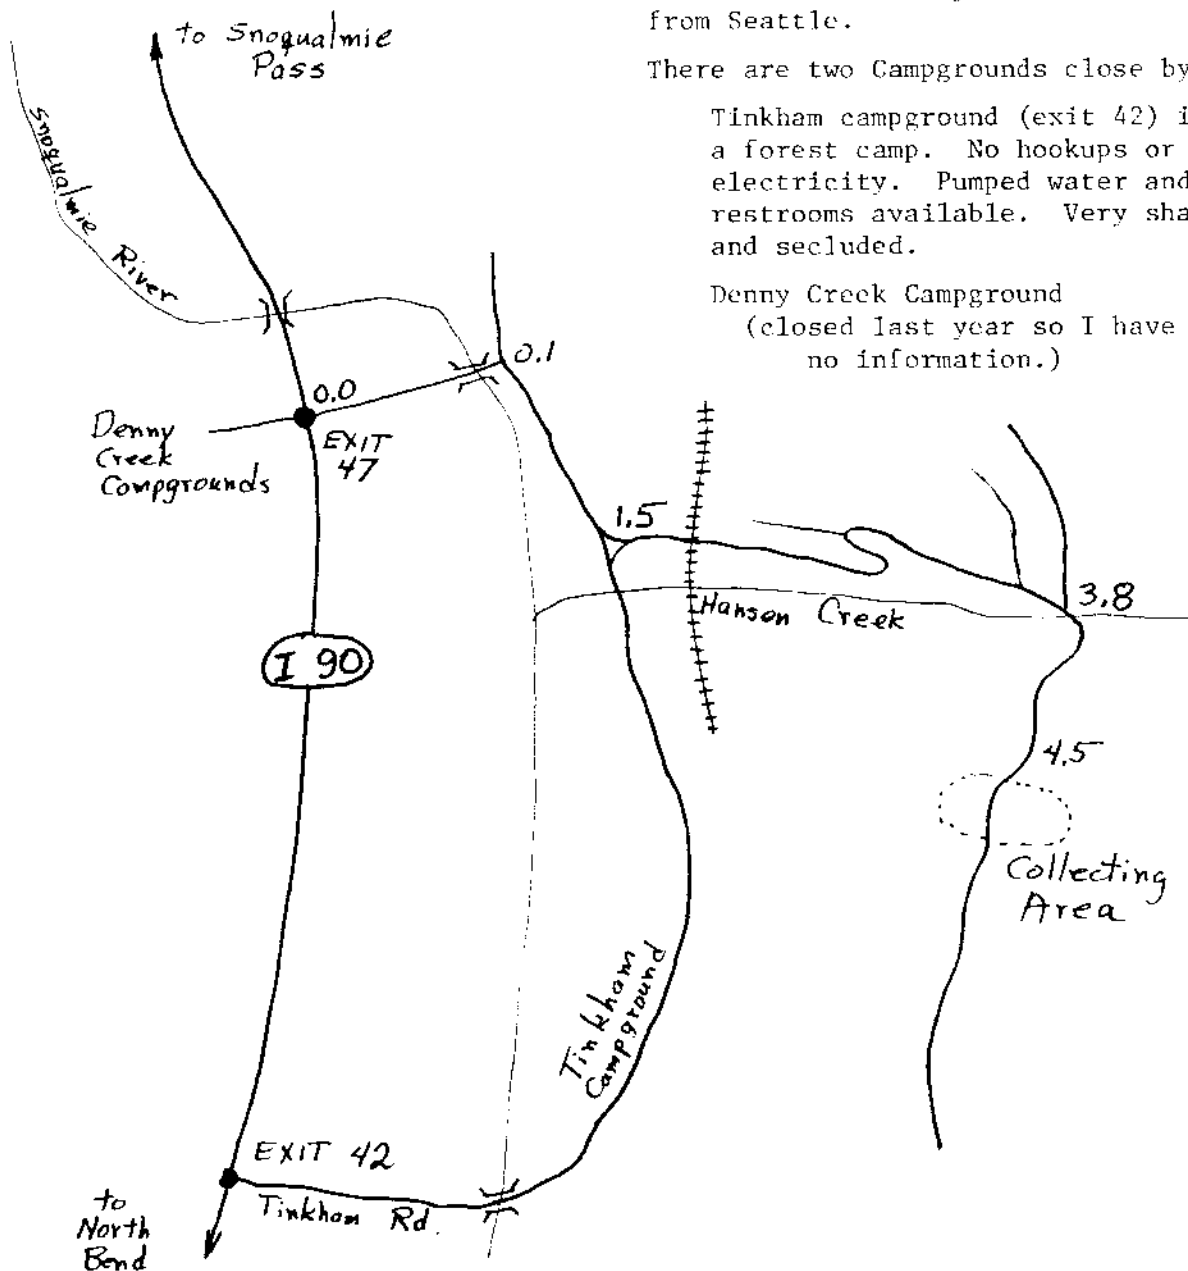 from Seattle.
There are two Campgrounds close by
Tinkham campground (exit 42) i
a forest camp. No hookups or
electricity. Pumped water and
restrooms available. Very sha
and secluded.
Denny Creek Campground
(closed last year so I have
no information.)
to Snoqualmie
Pass
Snoqualmie River
0.1
0.0
EXIT
47
Denny
Creek
Compgrounds
1.5
Hanson Creek
3.8
I 90
4.5
Collecting
Area
Tinkham
Campground
EXIT 42
Tinkham Rd.
to
North
Bend